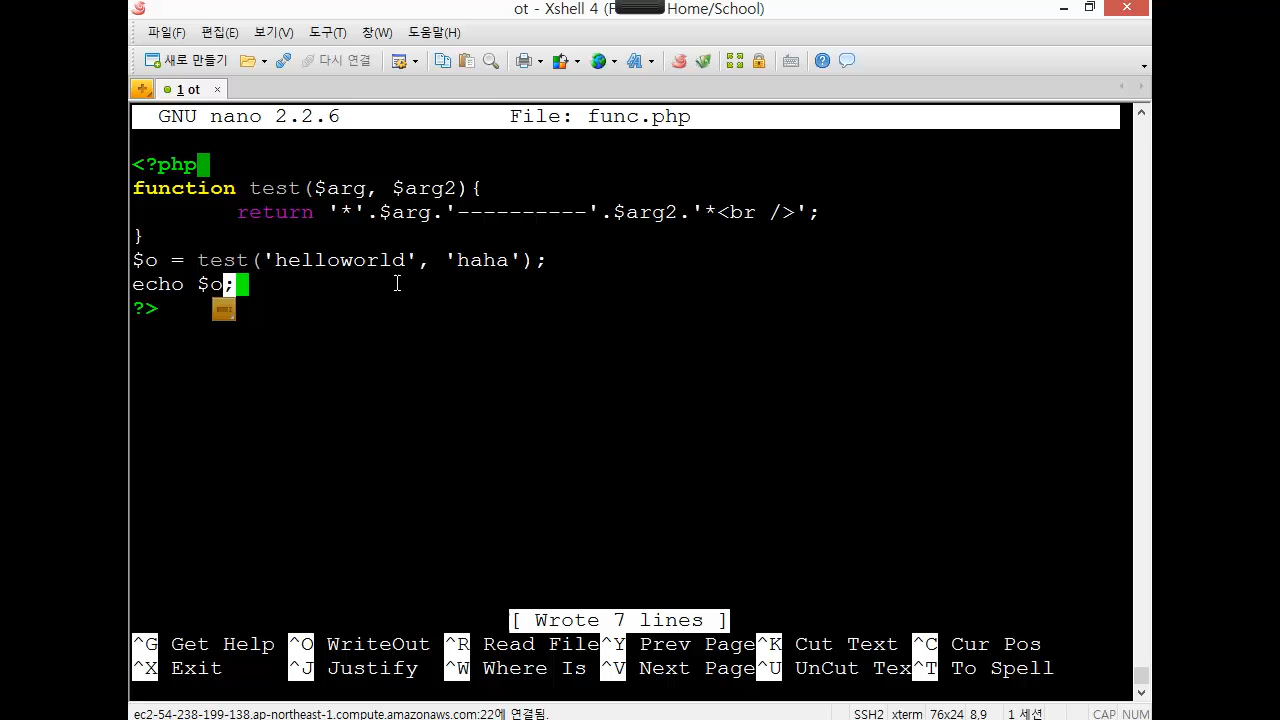 ot - Xshell 4 (F Home/School)
파일(F) 편집(E) 보기(V) 도구(T) 창(W) 도움말(H)
새로 만들기 다시 연결
1 ot
GNU nano 2.2.6 File: func.php
<?php
function test($arg, $arg2){
return '*'.$arg.'----------'.$arg2.'*<br />';
}
$o = test('helloworld', 'haha');
echo $o;
?>
[ Wrote 7 lines ]
^G Get Help ^O WriteOut ^R Read File^Y Prev Page^K Cut Text ^C Cur Pos
^X Exit ^J Justify ^W Where Is ^V Next Page^U UnCut Tex^T To Spell
ec2-54-238-199-138.ap-northeast-1.compute.amazonaws.com:22에 연결됨. SSH2 xterm 76x24 8,9 1 세션 CAP NUM